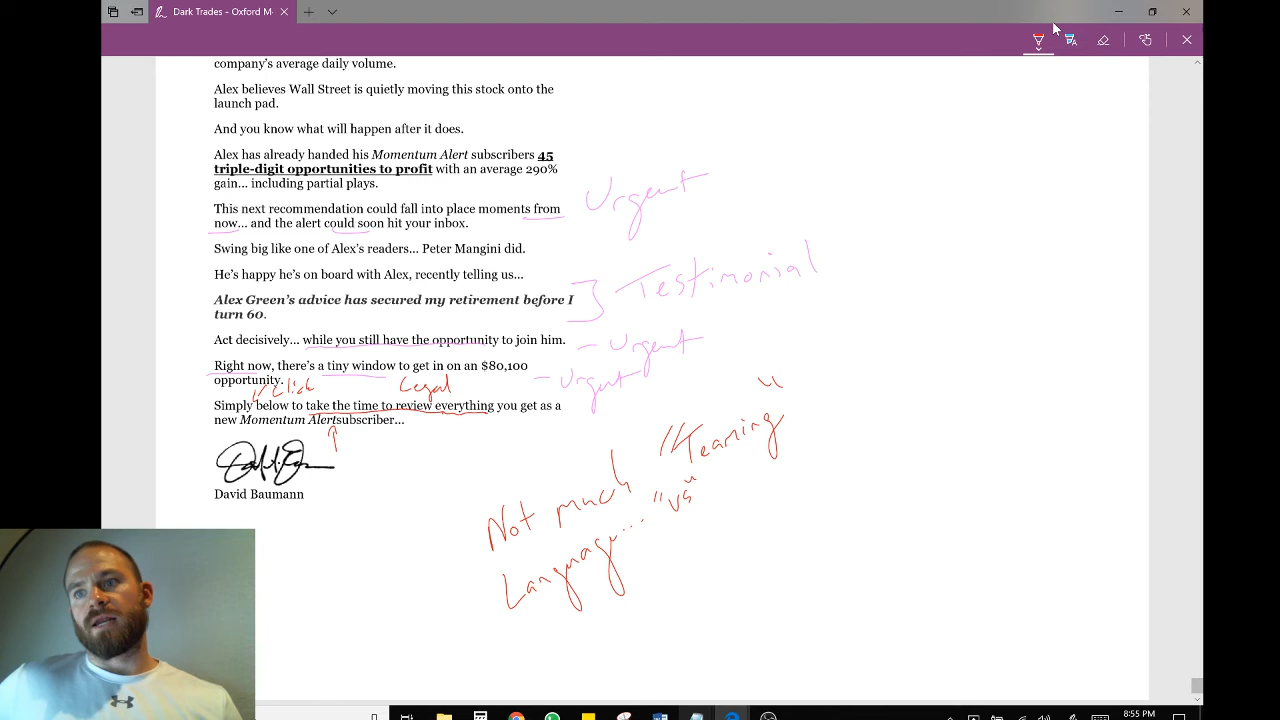 Dark Trades - Oxford M
company's average daily volume.
Alex believes Wall Street is quietly moving this stock onto the
launch pad.
And you know what will happen after it does.
Alex has already handed his Momentum Alert subscribers 45
triple-digit opportunities to profit with an average 290%
gain... including partial plays.
Urgent
This next recommendation could fall into place moments from
now... and the alert could soon hit your inbox.
Swing big like one of Alex's readers... Peter Mangini did.
He's happy he's on board with Alex, recently telling us...
] Testimonial
Alex Green's advice has secured my retirement before I
turn 60.
Act decisively... while you still have the opportunity to join him.
- Urgent
Right now, there's a tiny window to get in on an $80,100
opportunity.
- Urgent
click
Legal
Simply below to take the time to review everything you get as a
new Momentum Alertsubscriber...
David Baumann
Not much "Teaming"
Language... "us"
8:55 PM